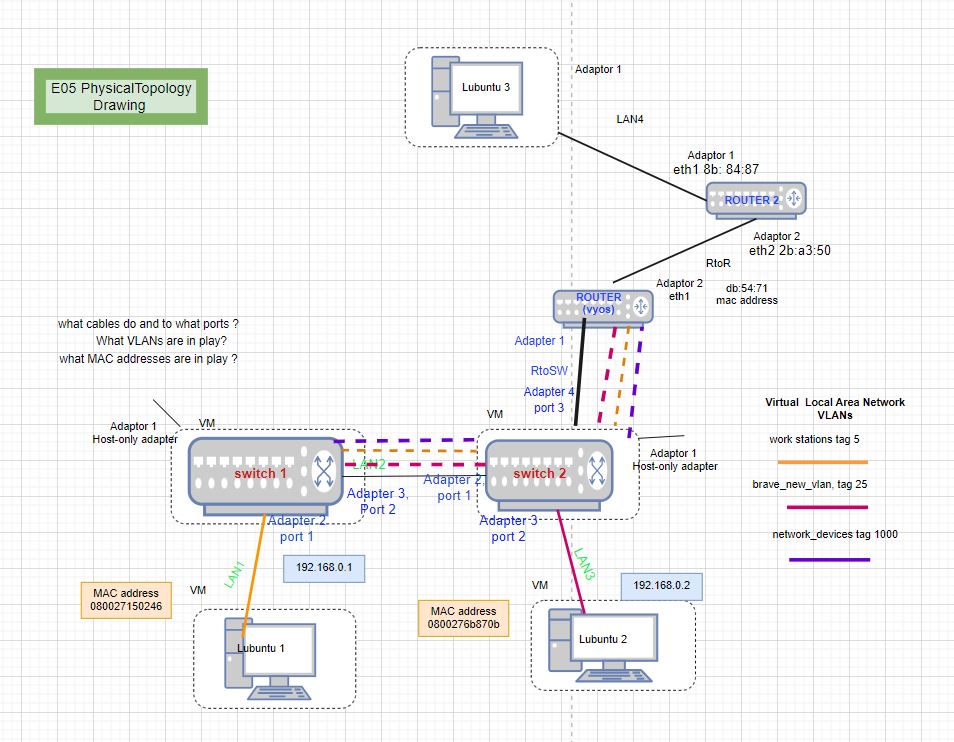 E05 PhysicalTopology
Drawing
Lubuntu 3
Adaptor 1
LAN4
Adaptor 1
eth1 8b: 84:87
ROUTER 2
Adaptor 2
eth2 2b:a3:50
RtoR
Adaptor 2
eth1
db:54:71
mac address
ROUTER
(vyos)
what cables do and to what ports ?
What VLANs are in play?
what MAC addresses are in play ?
Adapter 1
RtoSW
Adapter 4
port 3
Virtual Local Area Network
VLANs
work stations tag 5
brave_new_vlan, tag 25
network_devices tag 1000
Adaptor 1
Host-only adapter
VM
switch 1
LAN2
Adapter 3,
Port 2
Adapter 2
port 1
VM
switch 2
Adapter 2,
port 1
Adapter 3
port 2
Adaptor 1
Host-only adapter
LAN1
192.168.0.1
MAC address
080027150246
VM
Lubuntu 1
LAN3
192.168.0.2
MAC address
0800276b870b
VM
Lubuntu 2